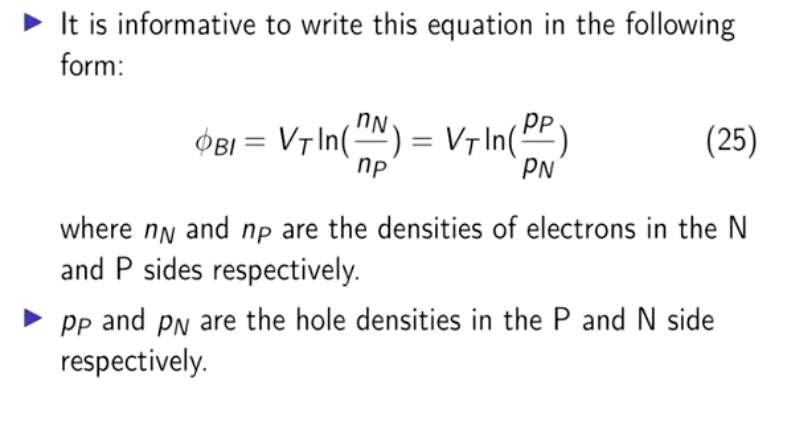 ▶ It is informative to write this equation in the following
form:
ϕ_BI = V_T ln(n_N/n_P) = V_T ln(p_P/p_N) (25)
where n_N and n_P are the densities of electrons in the N
and P sides respectively.
▶ p_P and p_N are the hole densities in the P and N side
respectively.